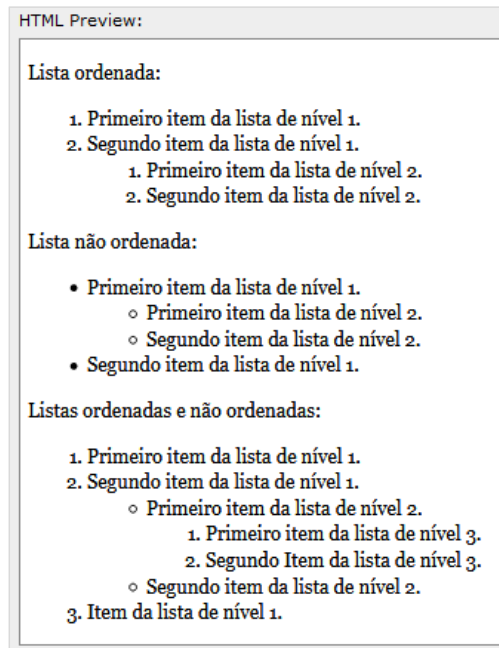 HTML Preview:
Lista ordenada:
1. Primeiro item da lista de nível 1.
2. Segundo item da lista de nível 1.
1. Primeiro item da lista de nível 2.
2. Segundo item da lista de nível 2.
Lista não ordenada:
• Primeiro item da lista de nível 1.
◦ Primeiro item da lista de nível 2.
◦ Segundo item da lista de nível 2.
• Segundo item da lista de nível 1.
Listas ordenadas e não ordenadas:
1. Primeiro item da lista de nível 1.
2. Segundo item da lista de nível 1.
◦ Primeiro item da lista de nível 2.
1. Primeiro item da lista de nível 3.
2. Segundo Item da lista de nível 3.
◦ Segundo item da lista de nível 2.
3. Item da lista de nível 1.